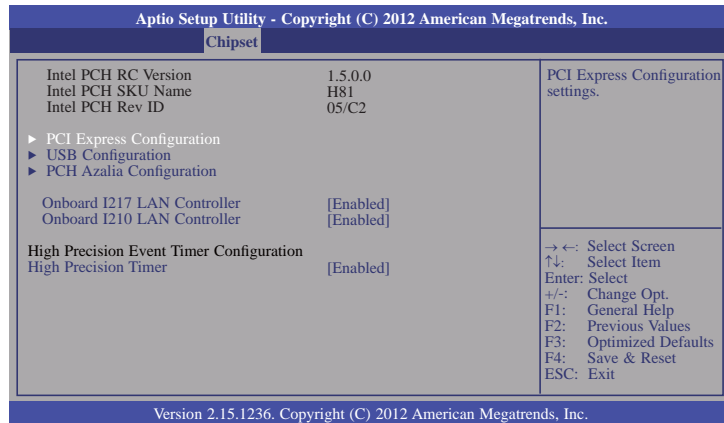 Aptio Setup Utility - Copyright (C) 2012 American Megatrends, Inc.
Chipset
Intel PCH RC Version 1.5.0.0
Intel PCH SKU Name H81
Intel PCH Rev ID 05/C2
► PCI Express Configuration
► USB Configuration
► PCH Azalia Configuration
Onboard I217 LAN Controller [Enabled]
Onboard I210 LAN Controller [Enabled]
High Precision Event Timer Configuration
High Precision Timer [Enabled]
PCI Express Configuration
settings.
→ ←: Select Screen
↑↓: Select Item
Enter: Select
+/-: Change Opt.
F1: General Help
F2: Previous Values
F3: Optimized Defaults
F4: Save & Reset
ESC: Exit
Version 2.15.1236. Copyright (C) 2012 American Megatrends, Inc.